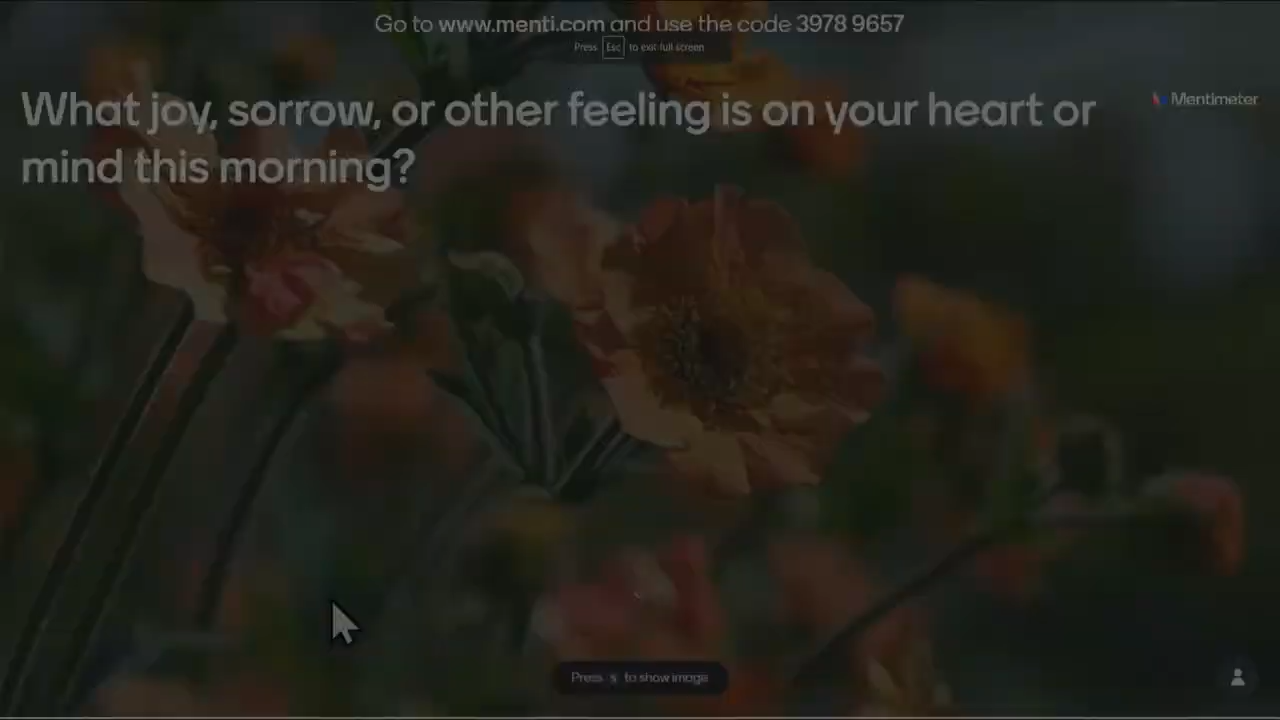 Go to www.menti.com and use the code 3978 9657
Press Esc to exit full screen
What joy, sorrow, or other feeling is on your heart or
mind this morning?
Mentimeter
Press s to show image